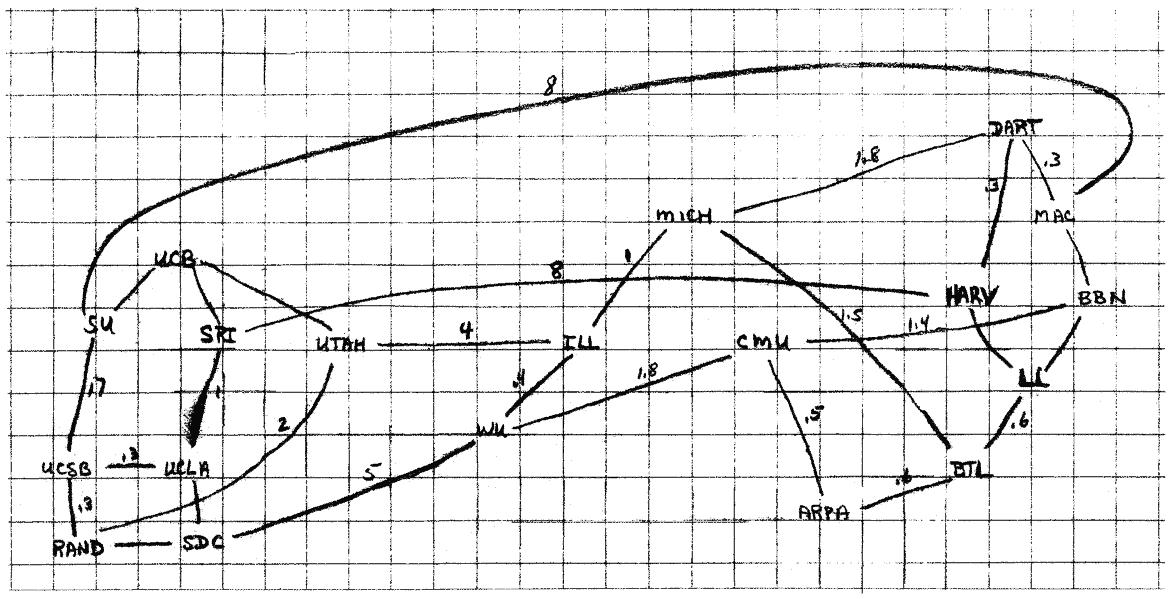 8
DART
1.8
.3
.3
MICH
MAC
UCB
1
8
HARV
BBN
SU
SRI
UTAH
4
ILL
CMU
1.4
1.5
.7
1
.4
1.8
LL
2
WU
.5
.6
UCSB
.3
UCLA
5
BTL
.6
.3
ARPA
RAND
SDC